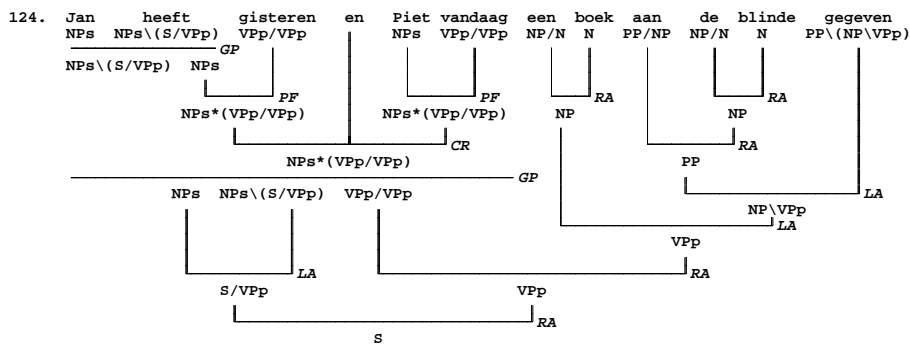 124. Jan heeft gisteren en Piet vandaag een boek aan de blinde gegeven
NPs NPs\(S/VPp) VPp/VPp NPs VPp/VPp NP/N N PP/NP NP/N N PP\(NP\VPp)
GP
NPs\(S/VPp) NPs
PF PF RA RA
NPs*(VPp/VPp) NPs*(VPp/VPp) NP NP
CR RA
NPs*(VPp/VPp) PP
GP
NPs NPs\(S/VPp) VPp/VPp LA
NP\VPp
LA
VPp
LA RA
S/VPp VPp
RA
S